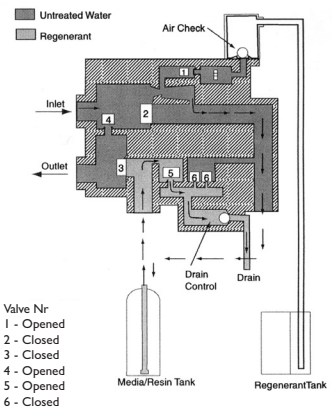 Untreated Water
Regenerant
Air Check
1
Inlet
2
4
Outlet
3
5
6 6
Drain
Control
Drain
Valve Nr
1 - Opened
2 - Closed
3 - Closed
4 - Opened
5 - Opened
6 - Closed
Media/Resin Tank
RegenerantTank